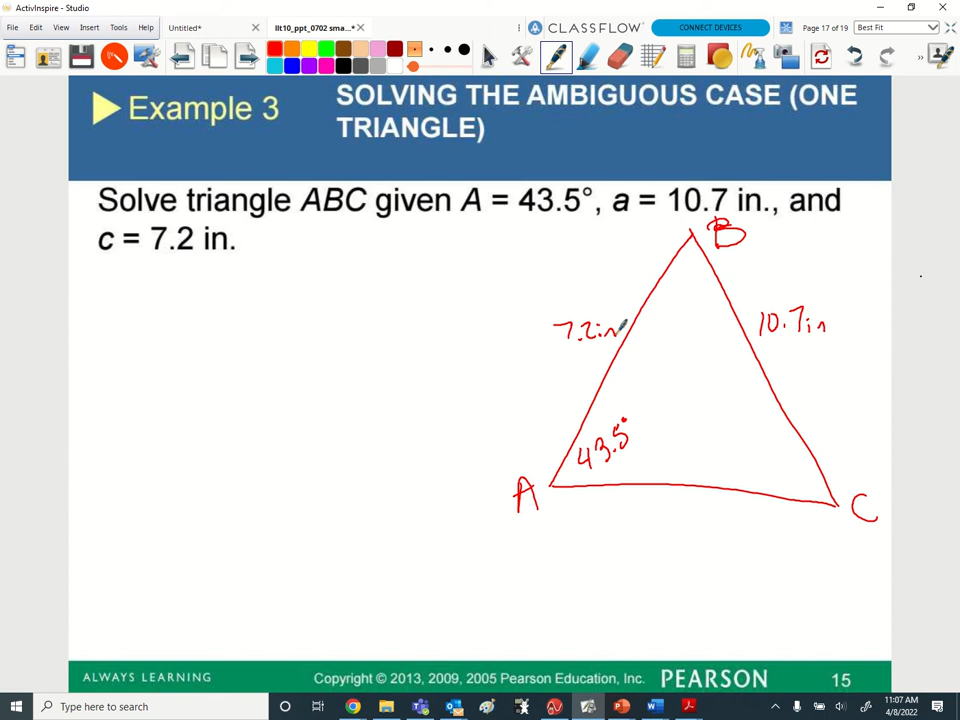 ActivInspire - Studio
File Edit View Insert Tools Help
Untitled*
llt10_ppt_0702 sma...*
CLASSFLOW
CONNECT DEVICES
Page 17 of 19
Best Fit
Example 3
SOLVING THE AMBIGUOUS CASE (ONE
TRIANGLE)
Solve triangle ABC given A = 43.5°, a = 10.7 in., and
c = 7.2 in.
B
7.2in
10.7in
43.5°
A
C
ALWAYS LEARNING
Copyright © 2013, 2009, 2005 Pearson Education, Inc.
PEARSON
15
Type here to search
11:07 AM
4/8/2022